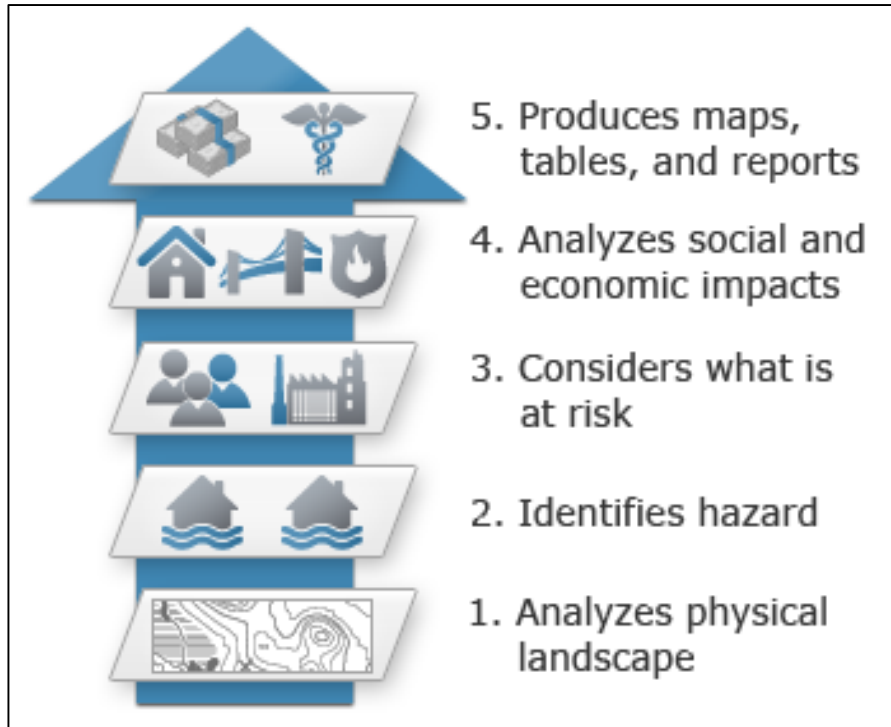 5. Produces maps,
tables, and reports
4. Analyzes social and
economic impacts
3. Considers what is
at risk
2. Identifies hazard
1. Analyzes physical
landscape